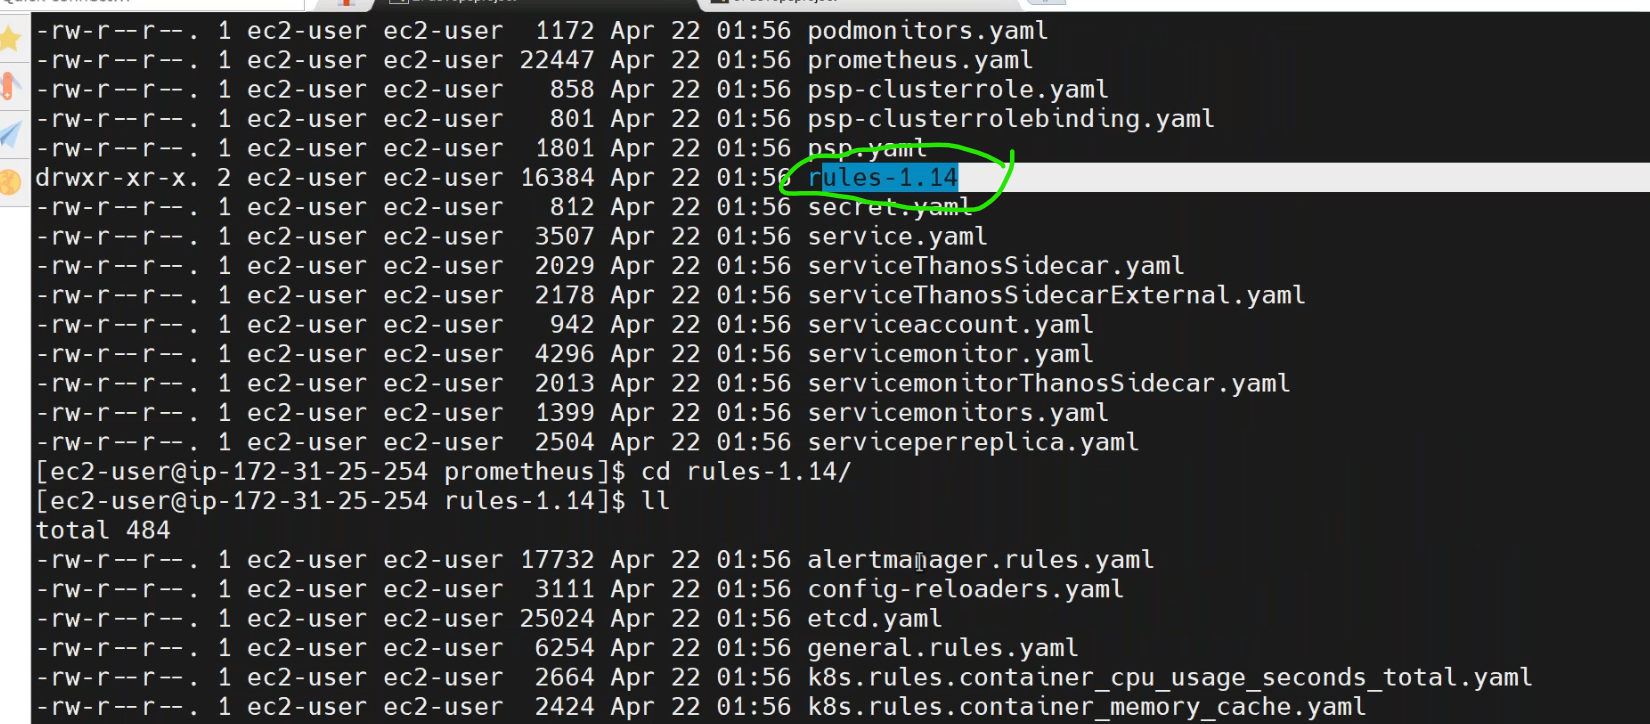 -rw-r--r--. 1 ec2-user ec2-user  1172 Apr 22 01:56 podmonitors.yaml
-rw-r--r--. 1 ec2-user ec2-user 22447 Apr 22 01:56 prometheus.yaml
-rw-r--r--. 1 ec2-user ec2-user   858 Apr 22 01:56 psp-clusterrole.yaml
-rw-r--r--. 1 ec2-user ec2-user   801 Apr 22 01:56 psp-clusterrolebinding.yaml
-rw-r--r--. 1 ec2-user ec2-user  1801 Apr 22 01:56 psp.yaml
drwxr-xr-x. 2 ec2-user ec2-user 16384 Apr 22 01:56 rules-1.14
-rw-r--r--. 1 ec2-user ec2-user   812 Apr 22 01:56 secret.yaml
-rw-r--r--. 1 ec2-user ec2-user  3507 Apr 22 01:56 service.yaml
-rw-r--r--. 1 ec2-user ec2-user  2029 Apr 22 01:56 serviceThanosSidecar.yaml
-rw-r--r--. 1 ec2-user ec2-user  2178 Apr 22 01:56 serviceThanosSidecarExternal.yaml
-rw-r--r--. 1 ec2-user ec2-user   942 Apr 22 01:56 serviceaccount.yaml
-rw-r--r--. 1 ec2-user ec2-user  4296 Apr 22 01:56 servicemonitor.yaml
-rw-r--r--. 1 ec2-user ec2-user  2013 Apr 22 01:56 servicemonitorThanosSidecar.yaml
-rw-r--r--. 1 ec2-user ec2-user  1399 Apr 22 01:56 servicemonitors.yaml
-rw-r--r--. 1 ec2-user ec2-user  2504 Apr 22 01:56 serviceperreplica.yaml
[ec2-user@ip-172-31-25-254 prometheus]$ cd rules-1.14/
[ec2-user@ip-172-31-25-254 rules-1.14]$ ll
total 484
-rw-r--r--. 1 ec2-user ec2-user 17732 Apr 22 01:56 alertmanager.rules.yaml
-rw-r--r--. 1 ec2-user ec2-user  3111 Apr 22 01:56 config-reloaders.yaml
-rw-r--r--. 1 ec2-user ec2-user 25024 Apr 22 01:56 etcd.yaml
-rw-r--r--. 1 ec2-user ec2-user  6254 Apr 22 01:56 general.rules.yaml
-rw-r--r--. 1 ec2-user ec2-user  2664 Apr 22 01:56 k8s.rules.container_cpu_usage_seconds_total.yaml
-rw-r--r--. 1 ec2-user ec2-user  2424 Apr 22 01:56 k8s.rules.container_memory_cache.yaml